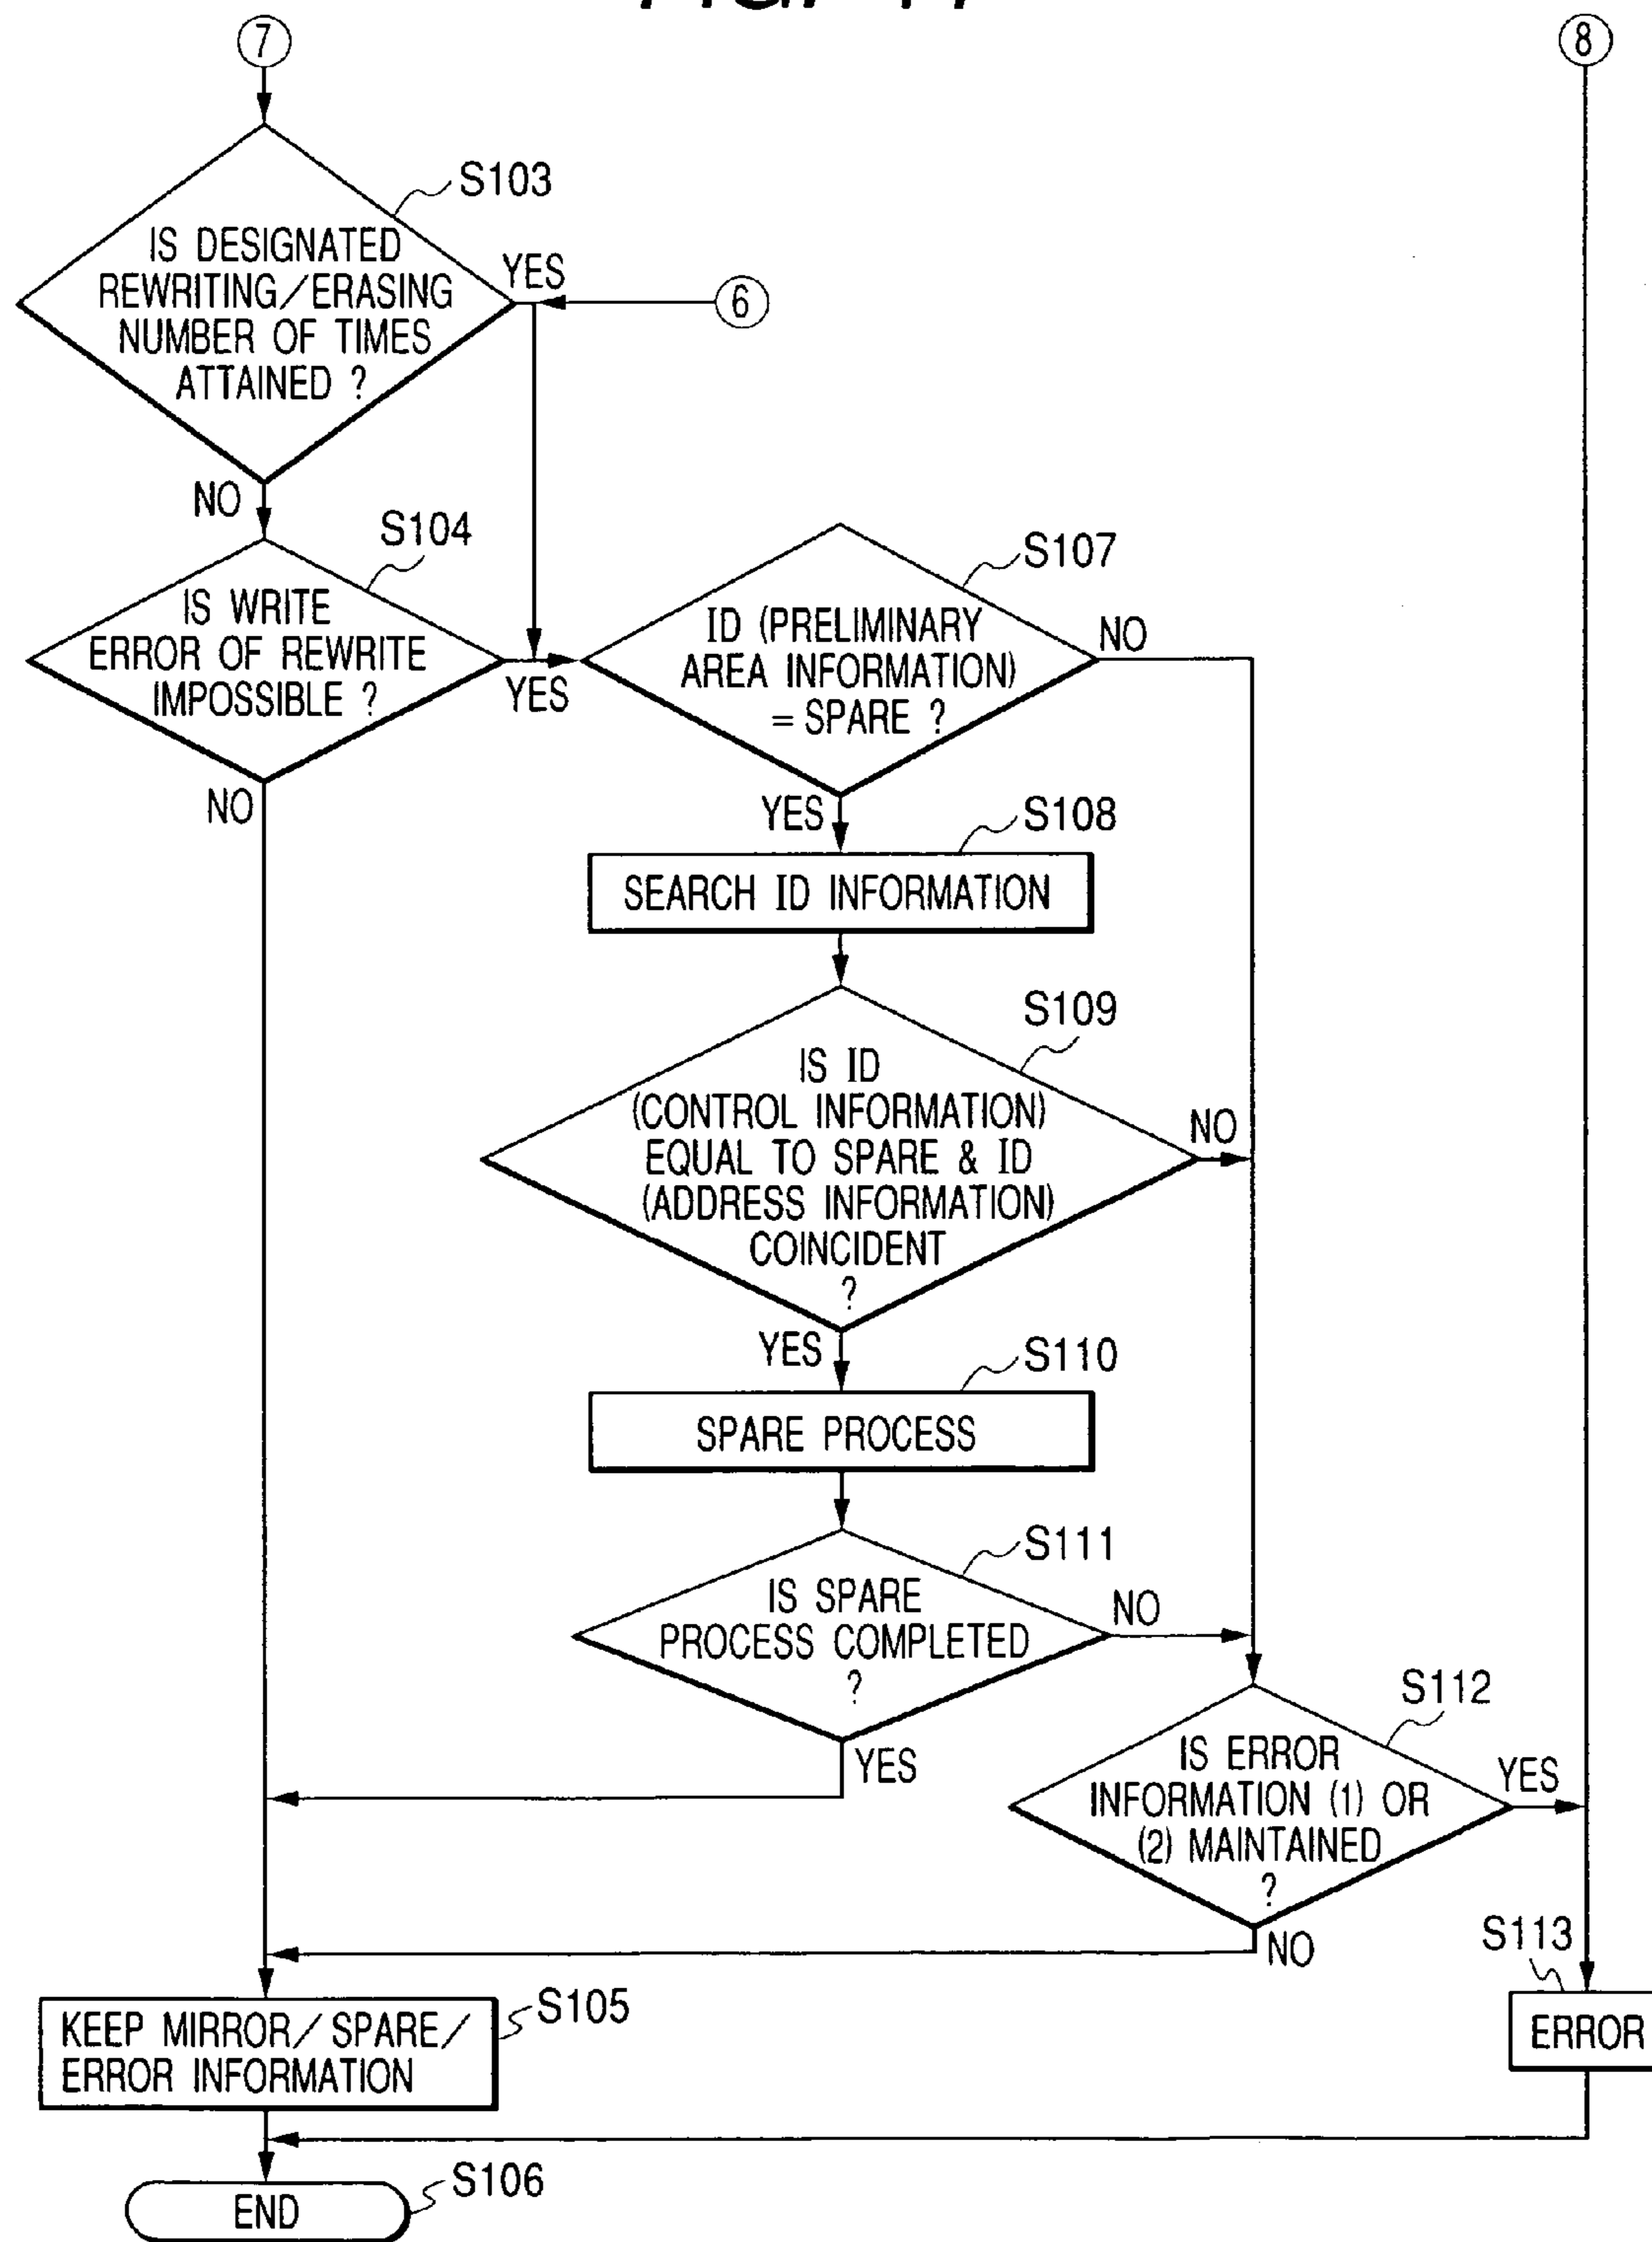 7
8
S103
IS DESIGNATED
REWRITING/ERASING
NUMBER OF TIMES
ATTAINED ?
YES
6
NO
S104
IS WRITE
ERROR OF REWRITE
IMPOSSIBLE ?
YES
NO
S107
ID (PRELIMINARY
AREA INFORMATION)
= SPARE ?
NO
YES
S108
SEARCH ID INFORMATION
S109
IS ID
(CONTROL INFORMATION)
EQUAL TO SPARE & ID
(ADDRESS INFORMATION)
COINCIDENT
?
NO
YES
S110
SPARE PROCESS
S111
IS SPARE
PROCESS COMPLETED
?
NO
YES
S112
IS ERROR
INFORMATION (1) OR
(2) MAINTAINED
?
YES
NO
S113
ERROR
S105
KEEP MIRROR/SPARE/
ERROR INFORMATION
S106
END